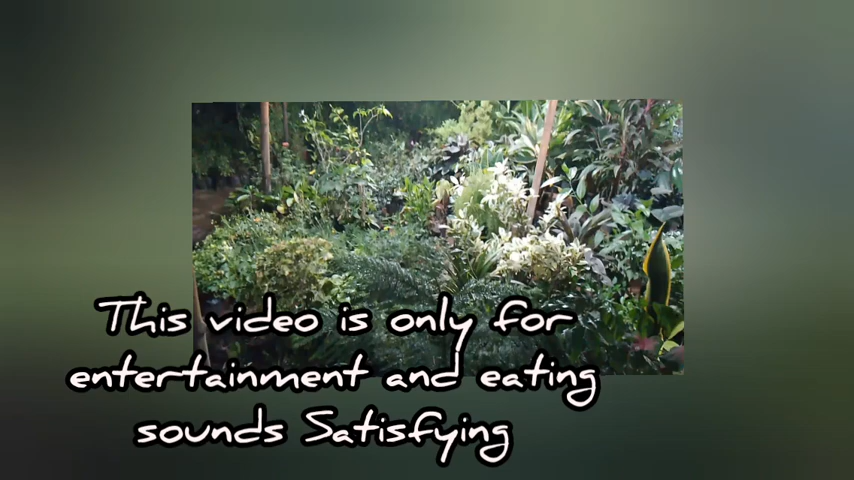 This video is only for
entertainment and eating
sounds Satisfying